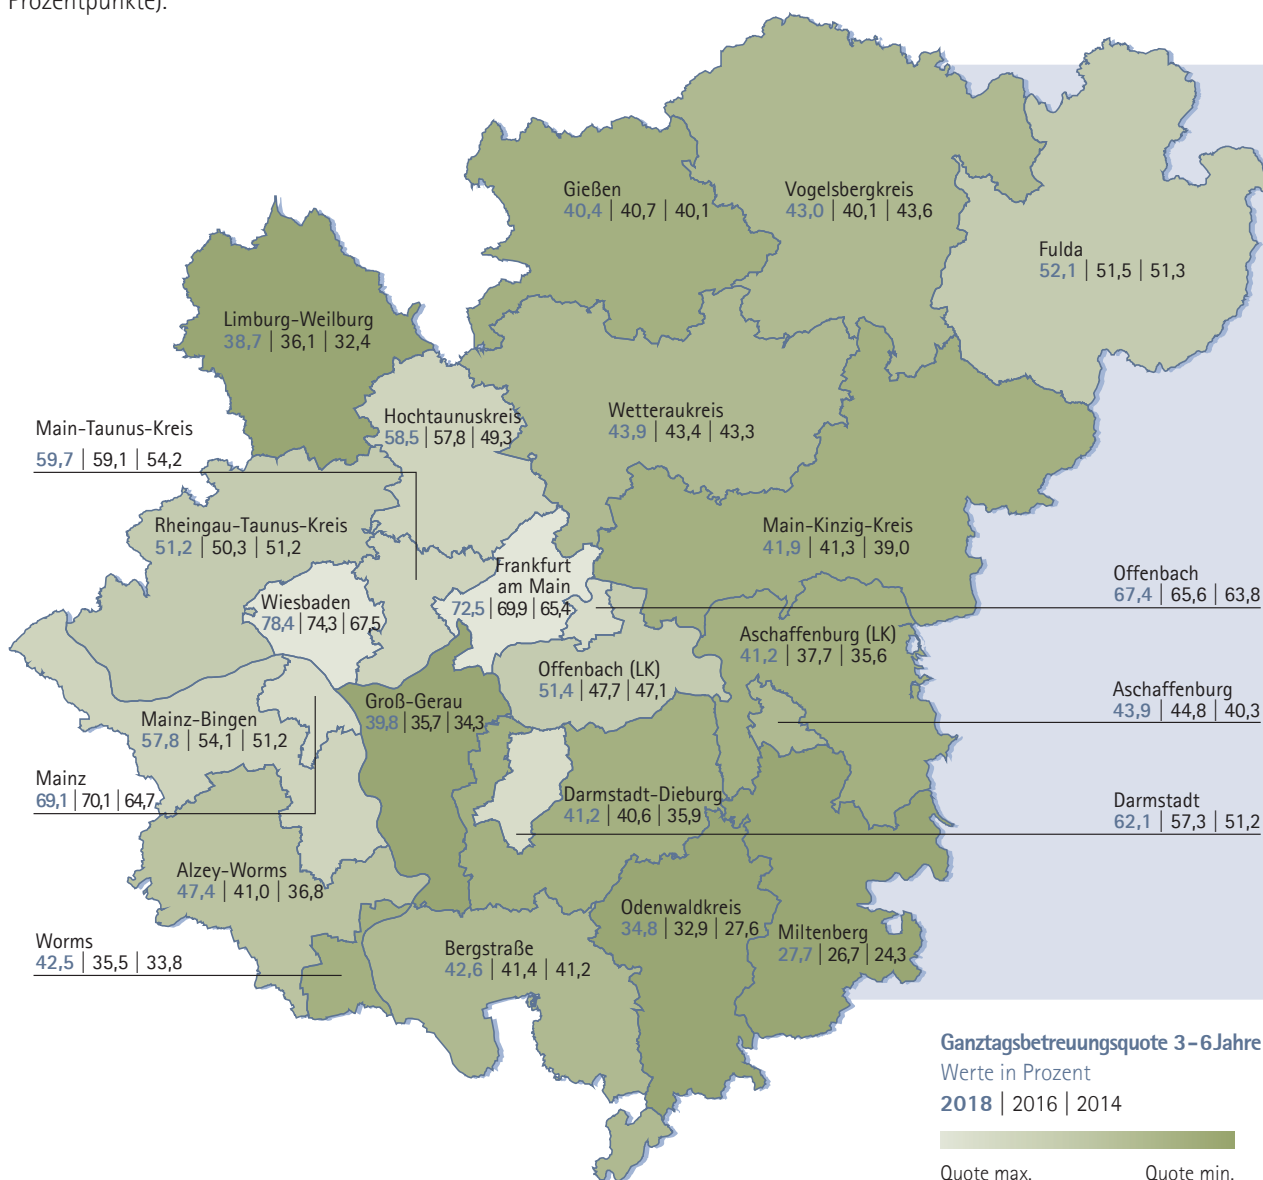 Prozentpunkte).
Gießen
40,4 | 40,7 | 40,1
Vogelsbergkreis
43,0 | 40,1 | 43,6
Fulda
52,1 | 51,5 | 51,3
Limburg-Weilburg
38,7 | 36,1 | 32,4
Hochtaunuskreis
58,5 | 57,8 | 49,3
Wetteraukreis
43,9 | 43,4 | 43,3
Main-Taunus-Kreis
59,7 | 59,1 | 54,2
Rheingau-Taunus-Kreis
51,2 | 50,3 | 51,2
Main-Kinzig-Kreis
41,9 | 41,3 | 39,0
Frankfurt
am Main
72,5 | 69,9 | 65,4
Offenbach
67,4 | 65,6 | 63,8
Wiesbaden
78,4 | 74,3 | 67,5
Aschaffenburg (LK)
41,2 | 37,7 | 35,6
Offenbach (LK)
51,4 | 47,7 | 47,1
Groß-Gerau
39,8 | 35,7 | 34,3
Aschaffenburg
43,9 | 44,8 | 40,3
Mainz-Bingen
57,8 | 54,1 | 51,2
Mainz
69,1 | 70,1 | 64,7
Darmstadt-Dieburg
41,2 | 40,6 | 35,9
Darmstadt
62,1 | 57,3 | 51,2
Alzey-Worms
47,4 | 41,0 | 36,8
Odenwaldkreis
34,8 | 32,9 | 27,6
Miltenberg
27,7 | 26,7 | 24,3
Worms
42,5 | 35,5 | 33,8
Bergstraße
42,6 | 41,4 | 41,2
Ganztagsbetreuungsquote 3–6 Jahre
Werte in Prozent
2018 | 2016 | 2014
Quote max. Quote min.